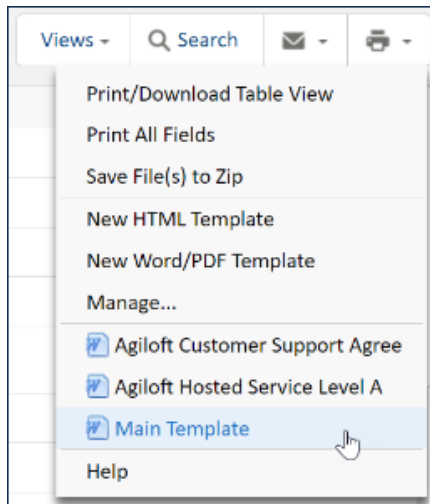 Views Search
Print/Download Table View
Print All Fields
Save File(s) to Zip
New HTML Template
New Word/PDF Template
Manage...
Agiloft Customer Support Agree
Agiloft Hosted Service Level A
Main Template
Help